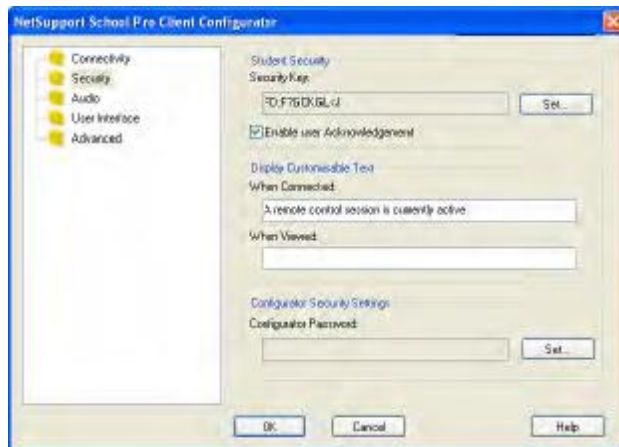 NetSupport School Pro Client Configurator
Connectivity
Security
Audio
User Interface
Advanced
Student Security
Security Key:
Set...
Enable user Acknowledgement
Display Customisable Text
When Connected:
A remote control session is currently active
When Viewed:
Configurator Security Settings
Configurator Password:
Set...
OK
Cancel
Help